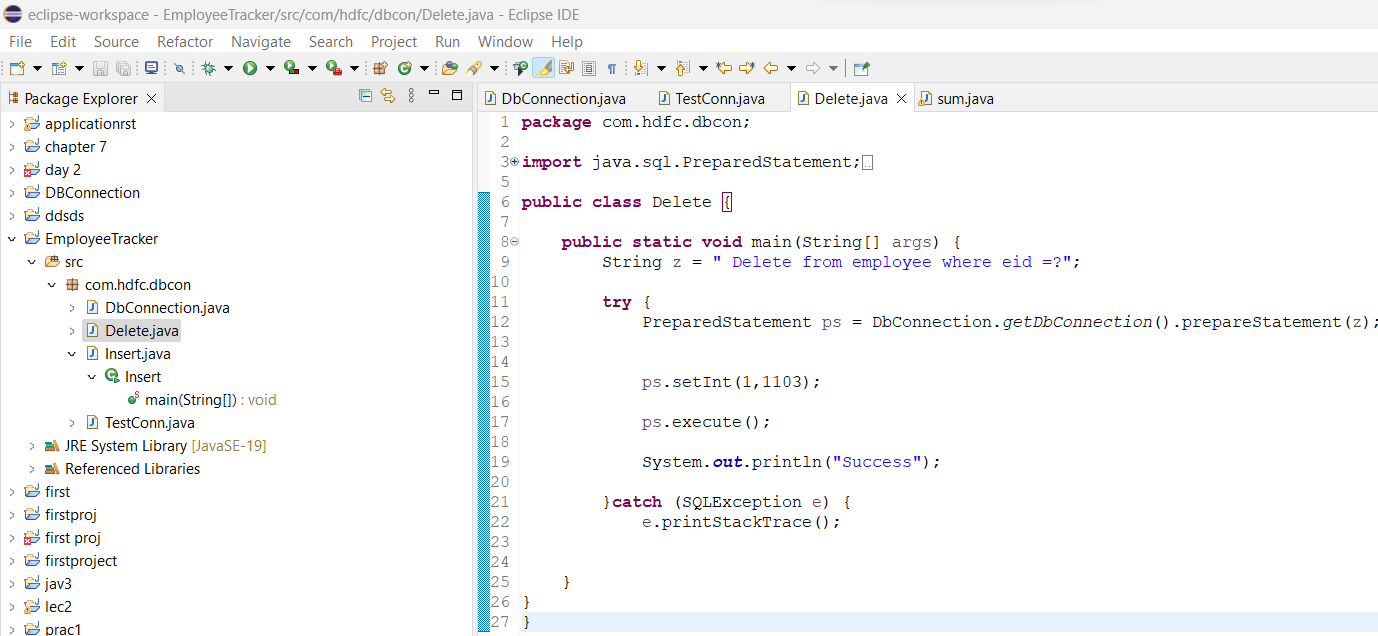 eclipse-workspace - EmployeeTracker/src/com/hdfc/dbcon/Delete.java - Eclipse IDE
File Edit Source Refactor Navigate Search Project Run Window Help
Package Explorer
applicationrst
chapter 7
day 2
DBConnection
ddsds
EmployeeTracker
src
com.hdfc.dbcon
DbConnection.java
Delete.java
Insert.java
Insert
main(String[]) : void
TestConn.java
JRE System Library [JavaSE-19]
Referenced Libraries
first
firstproj
first proj
firstproject
jav3
lec2
prac1
DbConnection.java TestConn.java Delete.java sum.java
1 package com.hdfc.dbcon;
2
3 import java.sql.PreparedStatement;
5
6 public class Delete {
7
8 public static void main(String[] args) {
9 String z = " Delete from employee where eid =?";
10
11 try {
12 PreparedStatement ps = DbConnection.getDbConnection().prepareStatement(z);
13
14
15 ps.setInt(1,1103);
16
17 ps.execute();
18
19 System.out.println("Success");
20
21 }catch (SQLException e) {
22 e.printStackTrace();
23
24
25 }
26 }
27 }